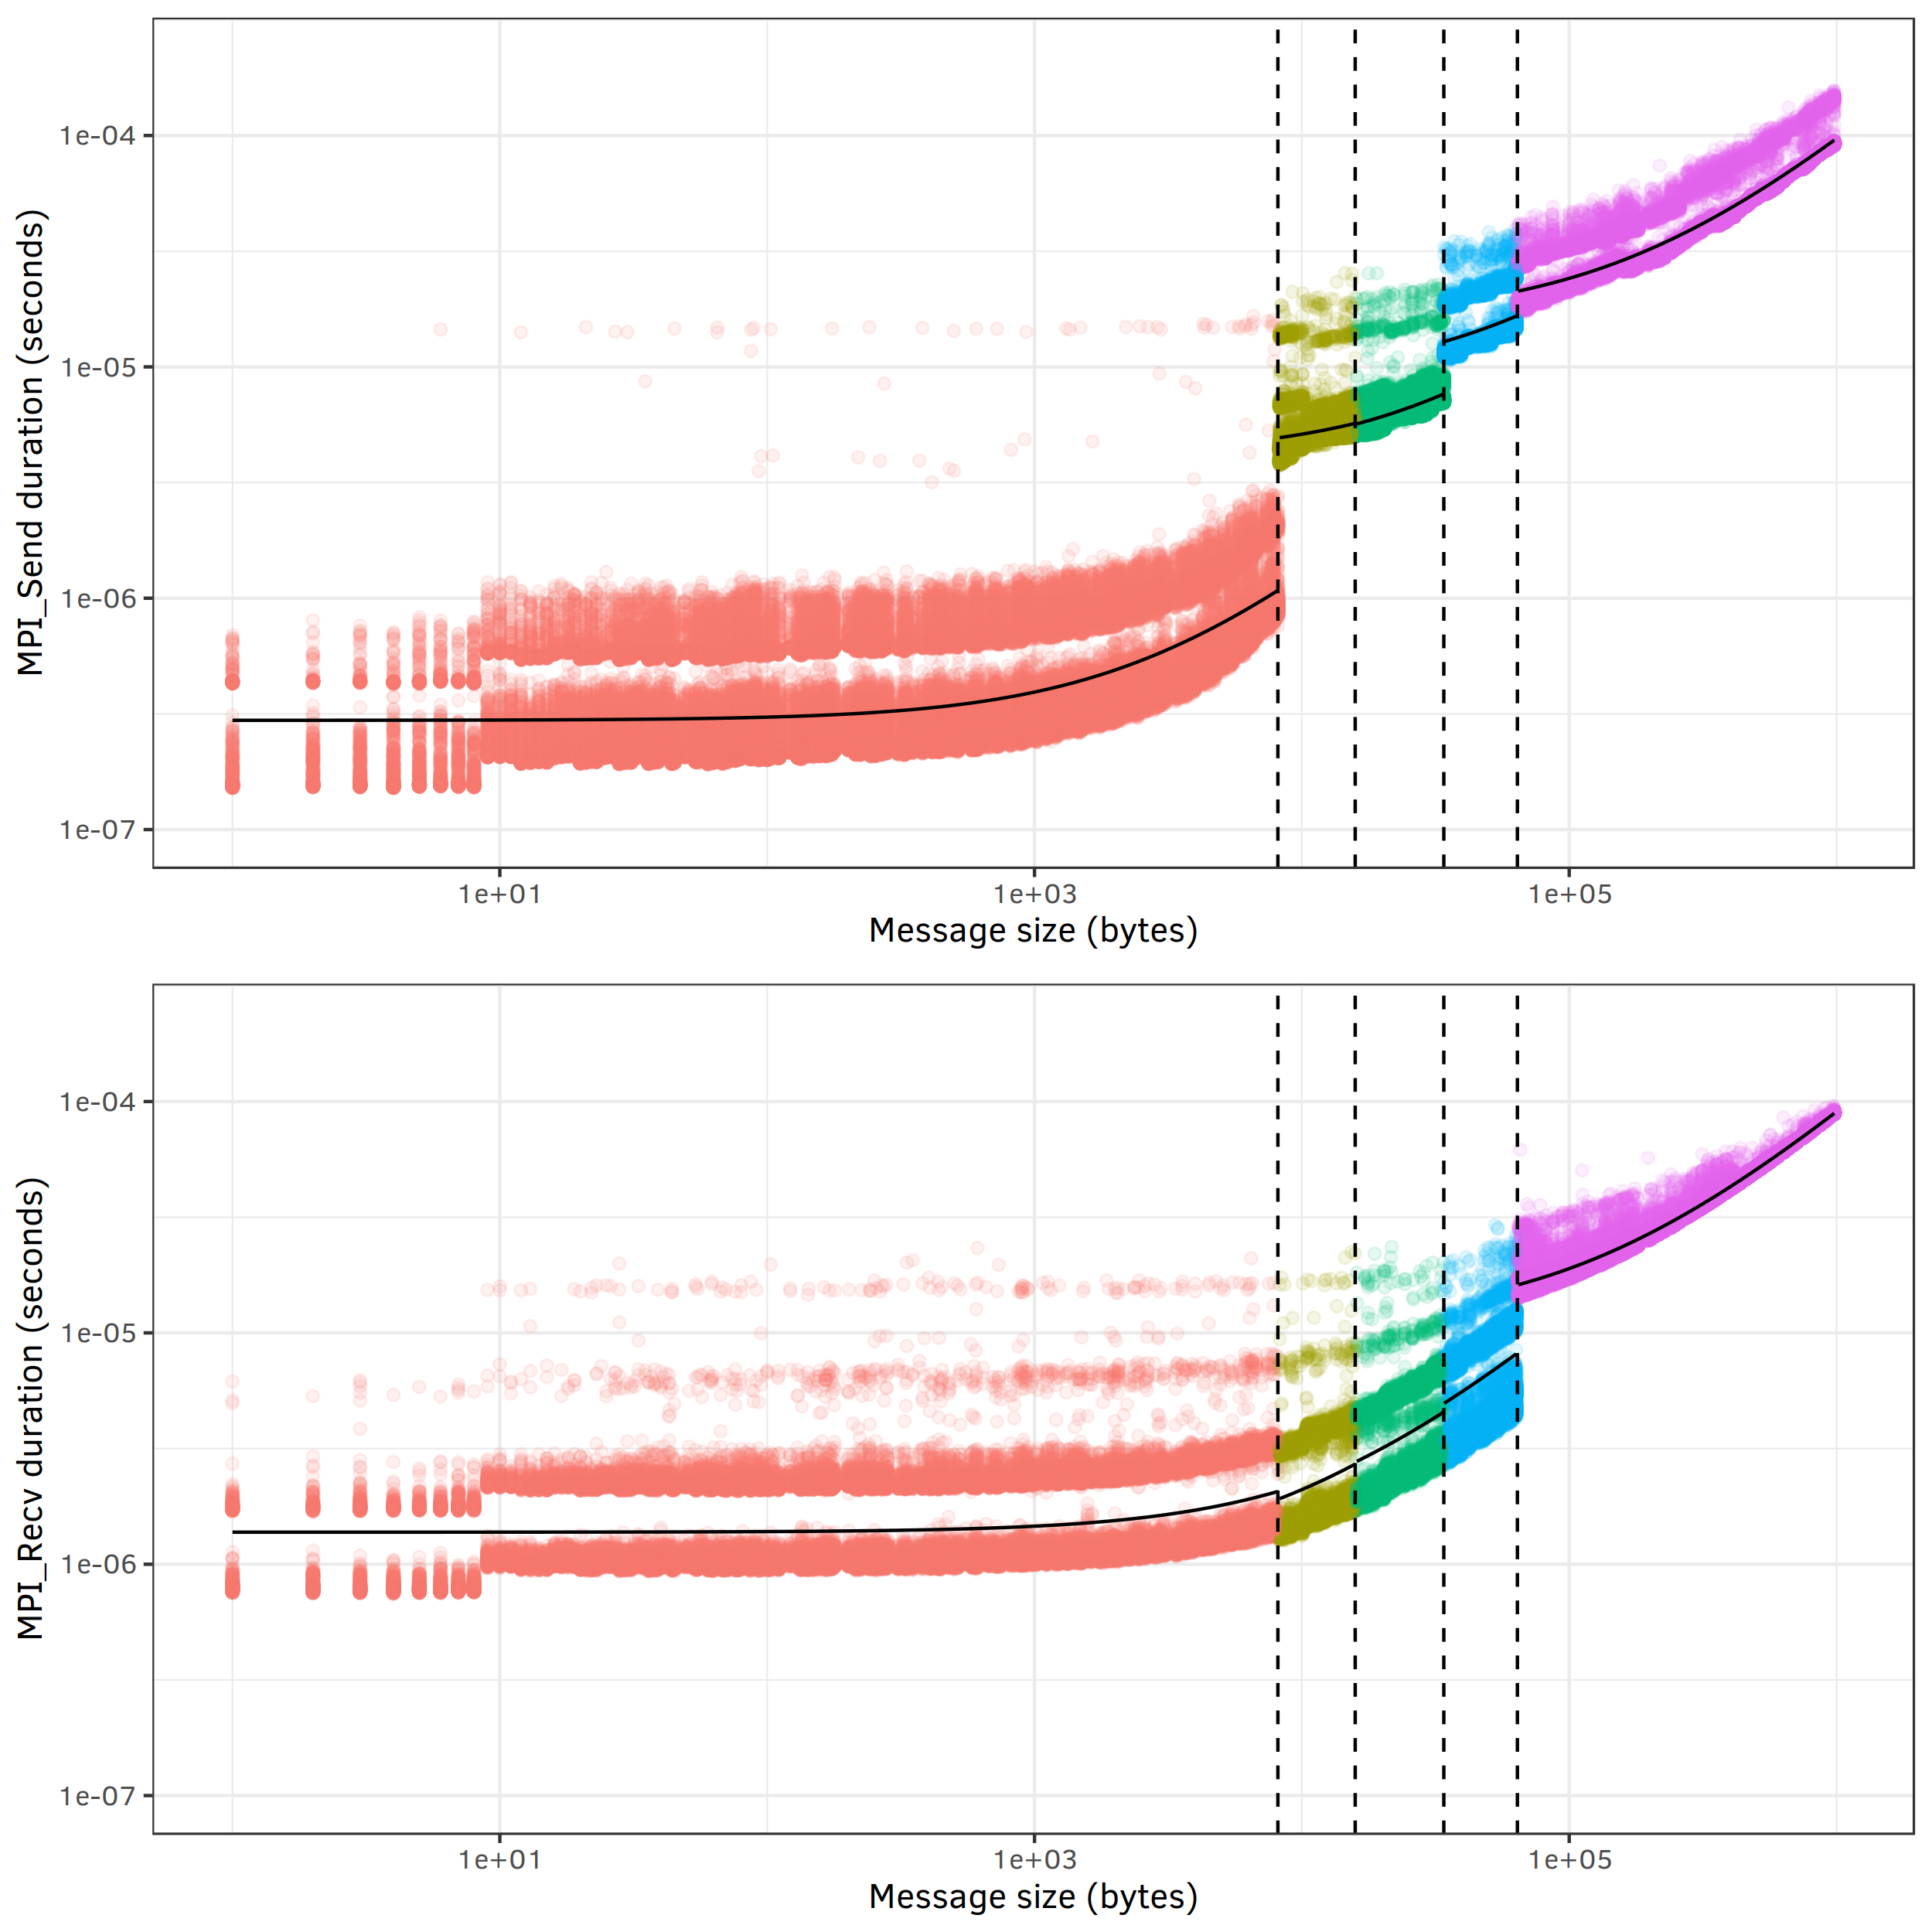 MPI_Send duration (seconds)
1e-04
1e-05
1e-06
1e-07
1e+01 1e+03 1e+05
Message size (bytes)
MPI_Recv duration (seconds)
1e-04
1e-05
1e-06
1e-07
1e+01 1e+03 1e+05
Message size (bytes)